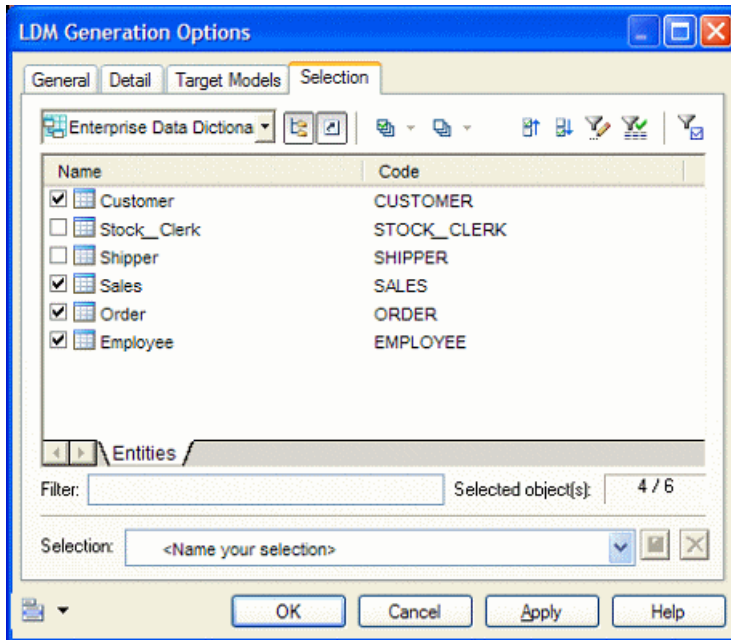 LDM Generation Options
General Detail Target Models Selection
Enterprise Data Dictiona
Name Code
Customer CUSTOMER
Stock__Clerk STOCK__CLERK
Shipper SHIPPER
Sales SALES
Order ORDER
Employee EMPLOYEE
Entities
Filter: Selected object(s): 4 / 6
Selection: <Name your selection>
OK Cancel Apply Help